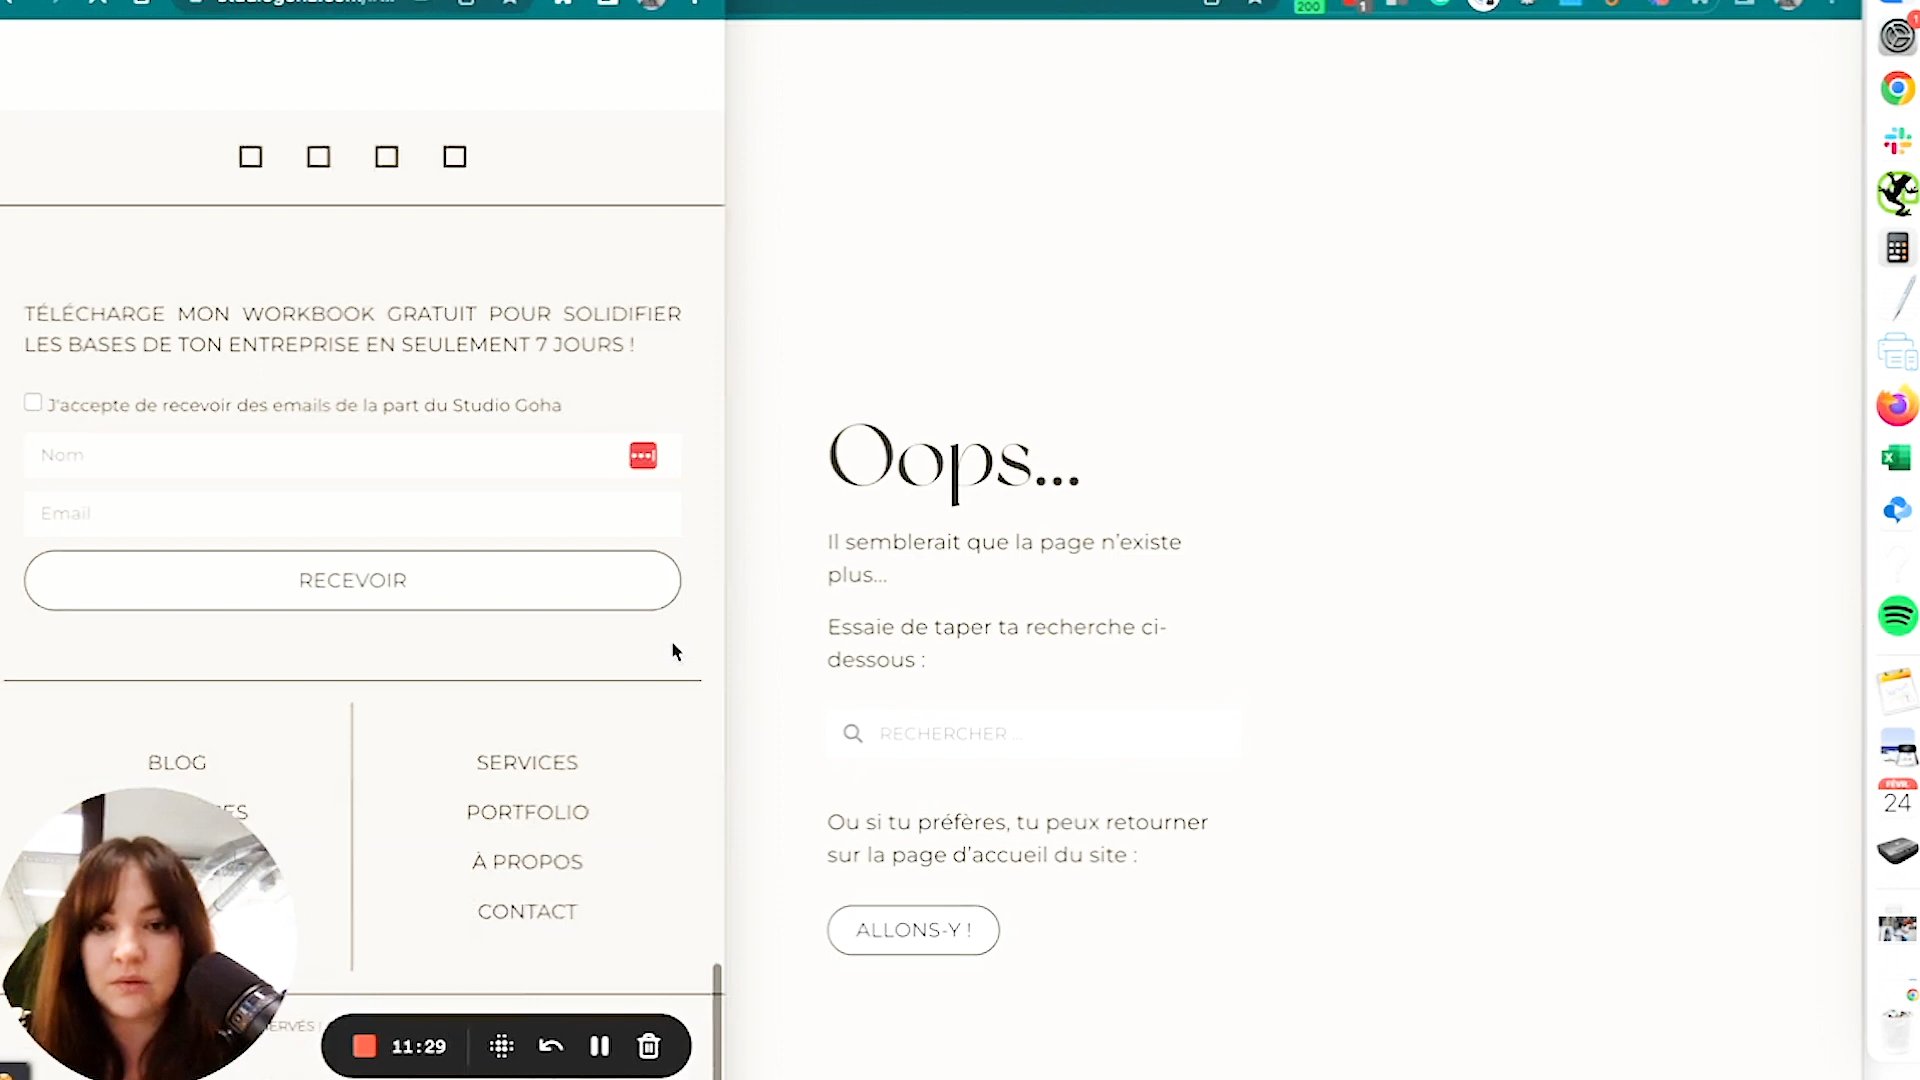 200
1
TÉLÉCHARGE MON WORKBOOK GRATUIT POUR SOLIDIFIER
LES BASES DE TON ENTREPRISE EN SEULEMENT 7 JOURS !
J'accepte de recevoir des emails de la part du Studio Goha
Nom
Email
RECEVOIR
BLOG
SERVICES
PORTFOLIO
À PROPOS
CONTACT
11:29
Oops...
Il semblerait que la page n'existe
plus...
Essaie de taper ta recherche ci-
dessous :
RECHERCHER ...
Ou si tu préfères, tu peux retourner
sur la page d'accueil du site :
ALLONS-Y !
FÉVR.
24